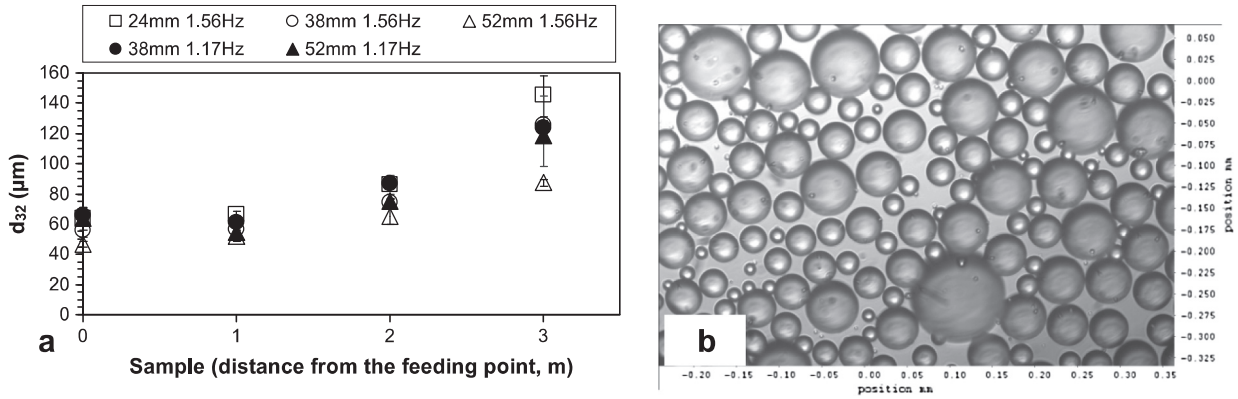 24mm 1.56Hz 38mm 1.56Hz 52mm 1.56Hz
38mm 1.17Hz 52mm 1.17Hz
160
140
120
100
80
60
40
20
0
d32 (µm)
0 1 2 3
Sample (distance from the feeding point, m)
a
0.050
0.025
0.000
-0.025
-0.050
-0.075
-0.100
-0.125
-0.150
-0.175
-0.200
-0.225
-0.250
-0.275
-0.300
-0.325
position mm
-0.20 -0.15 -0.10 -0.05 0.00 0.05 0.10 0.15 0.20 0.25 0.30 0.35
position mm
b